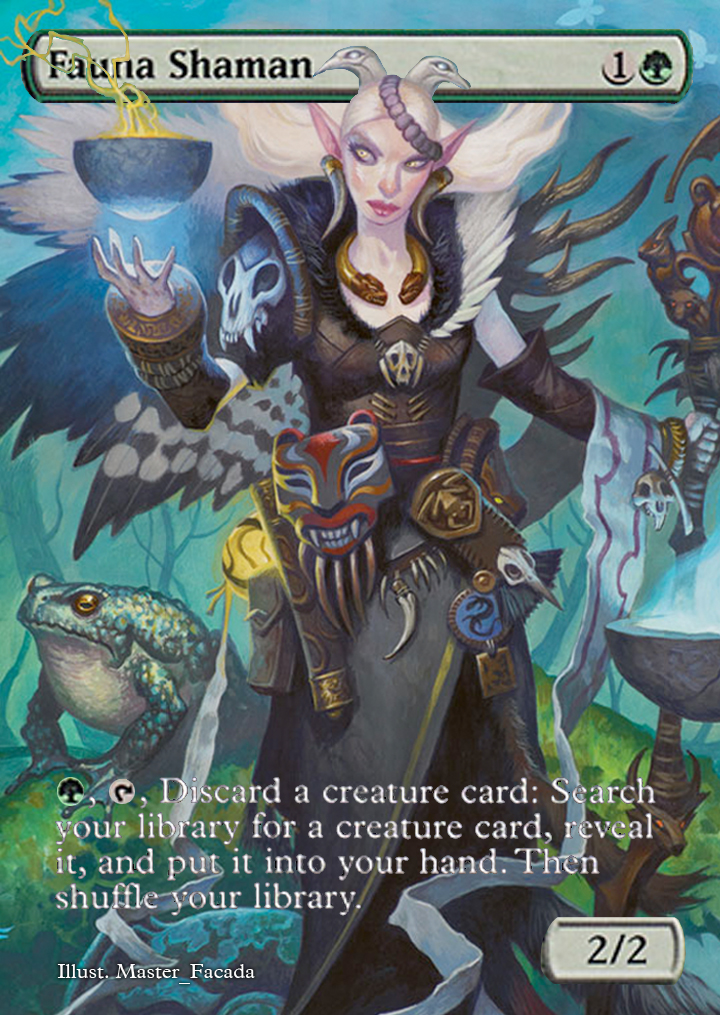 Fauna Shaman 1
, , Discard a creature card: Search
your library for a creature card, reveal
it, and put it into your hand. Then
shuffle your library.
2/2
Illust. Master_Facada